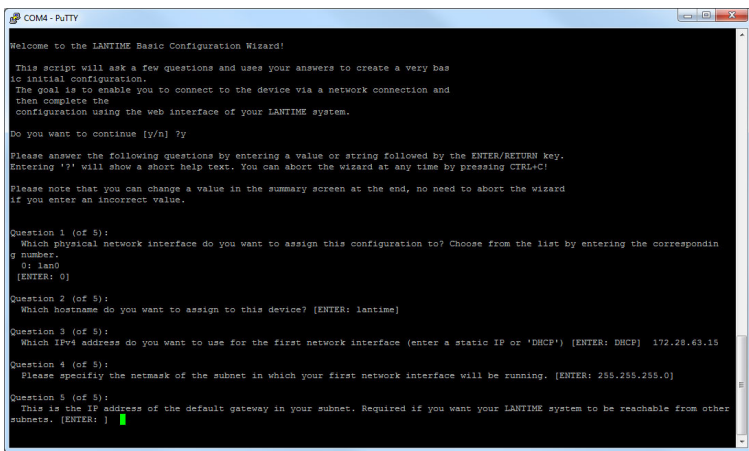 COM4 - PuTTY
Welcome to the LANTIME Basic Configuration Wizard!
This script will ask a few questions and uses your answers to create a very bas
ic initial configuration.
The goal is to enable you to connect to the device via a network connection and
then complete the
configuration using the web interface of your LANTIME system.
Do you want to continue [y/n] ?y
Please answer the following questions by entering a value or string followed by the ENTER/RETURN key.
Entering '?' will show a short help text. You can abort the wizard at any time by pressing CTRL+C!
Please note that you can change a value in the summary screen at the end, no need to abort the wizard
if you enter an incorrect value.
Question 1 (of 5):
Which physical network interface do you want to assign this configuration to? Choose from the list by entering the correspondin
g number.
0: lan0
[ENTER: 0]
Question 2 (of 5):
Which hostname do you want to assign to this device? [ENTER: lantime]
Question 3 (of 5):
Which IPv4 address do you want to use for the first network interface (enter a static IP or 'DHCP') [ENTER: DHCP] 172.28.63.15
Question 4 (of 5):
Please specifiy the netmask of the subnet in which your first network interface will be running. [ENTER: 255.255.255.0]
Question 5 (of 5):
This is the IP address of the default gateway in your subnet. Required if you want your LANTIME system to be reachable from other
subnets. [ENTER: ]